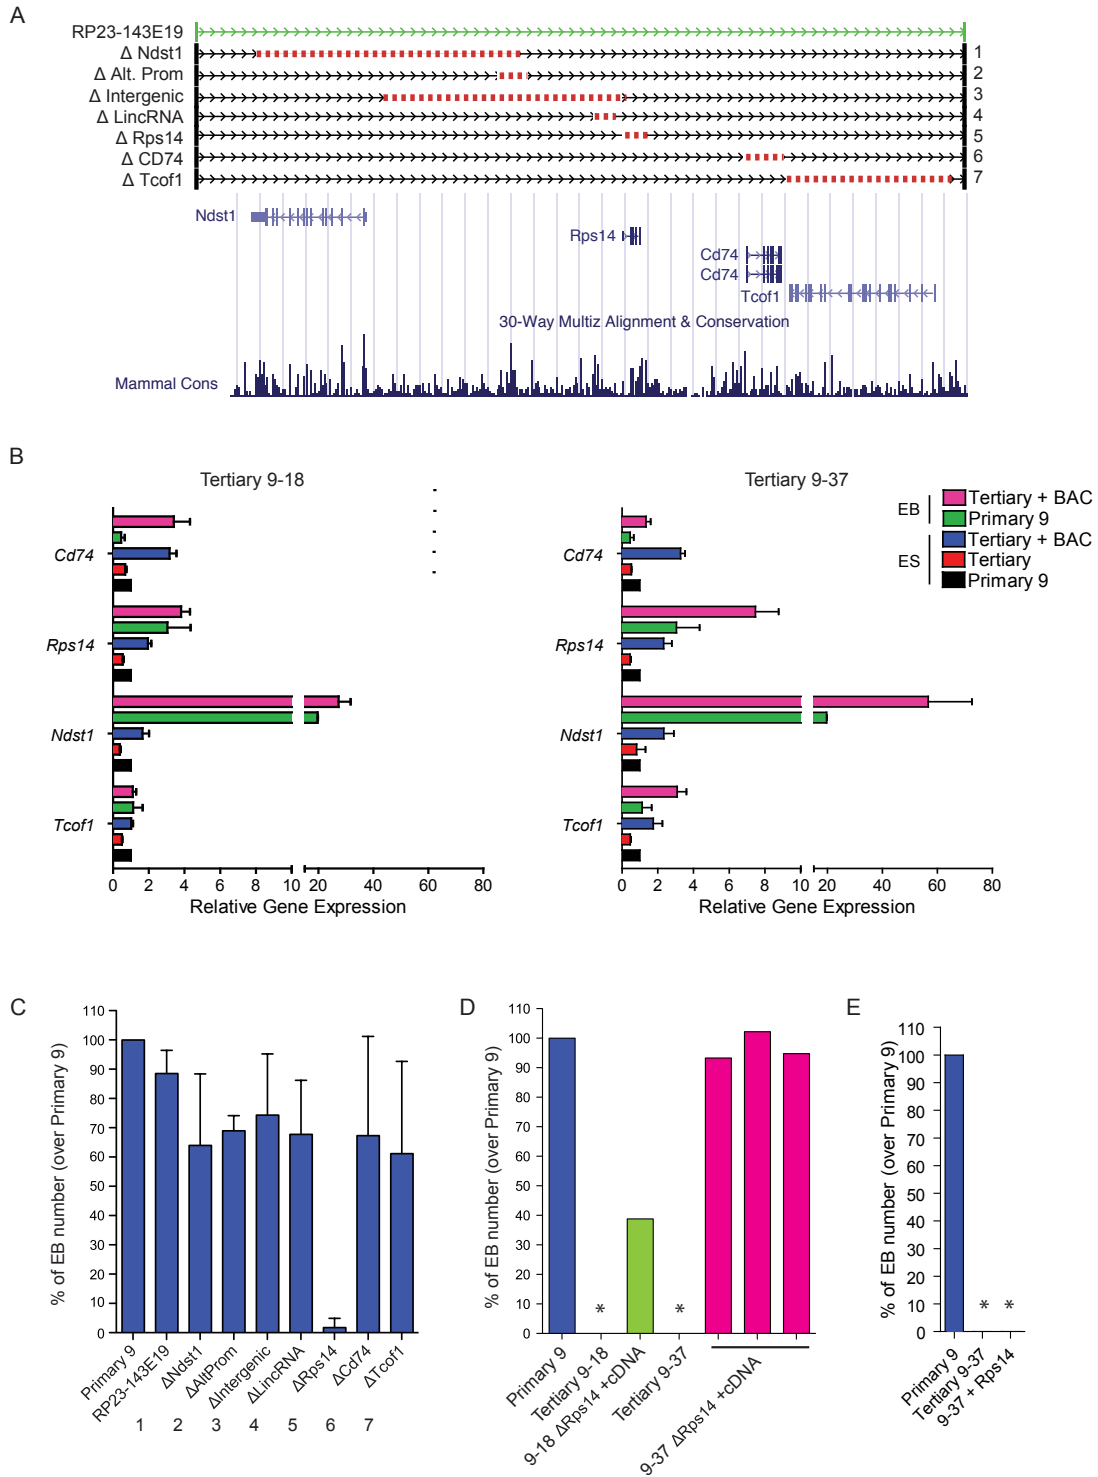 A
RP23-143E19
Δ Ndst1 1
Δ Alt. Prom 2
Δ Intergenic 3
Δ LincRNA 4
Δ Rps14 5
Δ CD74 6
Δ Tcof1 7
Ndst1
Rps14
Cd74
Cd74
Tcof1
30-Way Multiz Alignment & Conservation
Mammal Cons
B
Tertiary 9-18
Cd74
Rps14
Ndst1
Tcof1
0 2 4 6 8 10 20 40 60 80
Relative Gene Expression
Tertiary 9-37
Cd74
Rps14
Ndst1
Tcof1
0 2 4 6 8 10 20 40 60 80
Relative Gene Expression
EB
Tertiary + BAC
Primary 9
ES
Tertiary + BAC
Tertiary
Primary 9
C
% of EB number (over Primary 9)
110
100
90
80
70
60
50
40
30
20
10
0
Primary 9
RP23-143E19
ΔNdst1
ΔAltProm
ΔIntergenic
ΔLincRNA
ΔRps14
ΔCd74
ΔTcof1
1 2 3 4 5 6 7
D
% of EB number (over Primary 9)
110
100
90
80
70
60
50
40
30
20
10
0
* *
Primary 9
Tertiary 9-18
9-18 ΔRps14 +cDNA
Tertiary 9-37
9-37 ΔRps14 +cDNA
E
% of EB number (over Primary 9)
110
100
90
80
70
60
50
40
30
20
10
0
* *
Primary 9
Tertiary 9-37
9-37 + Rps14